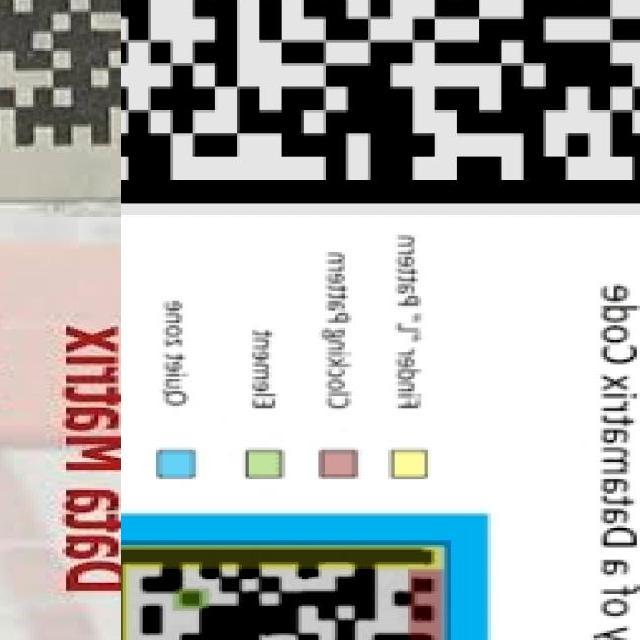 DATA MATRIX
Quiet zone
Element
Clocking Pattern
Finder "L" Pattern
of a Datamatrix Code